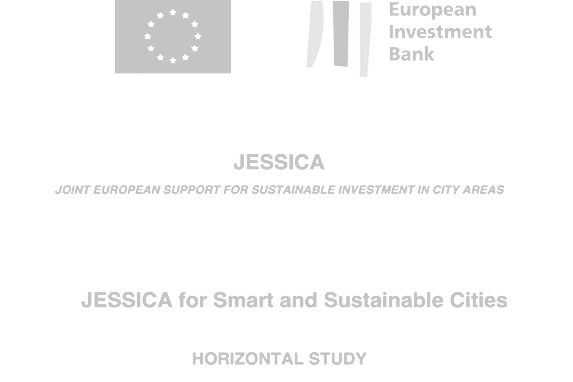 European
Investment
Bank
JESSICA
JOINT EUROPEAN SUPPORT FOR SUSTAINABLE INVESTMENT IN CITY AREAS
JESSICA for Smart and Sustainable Cities
HORIZONTAL STUDY